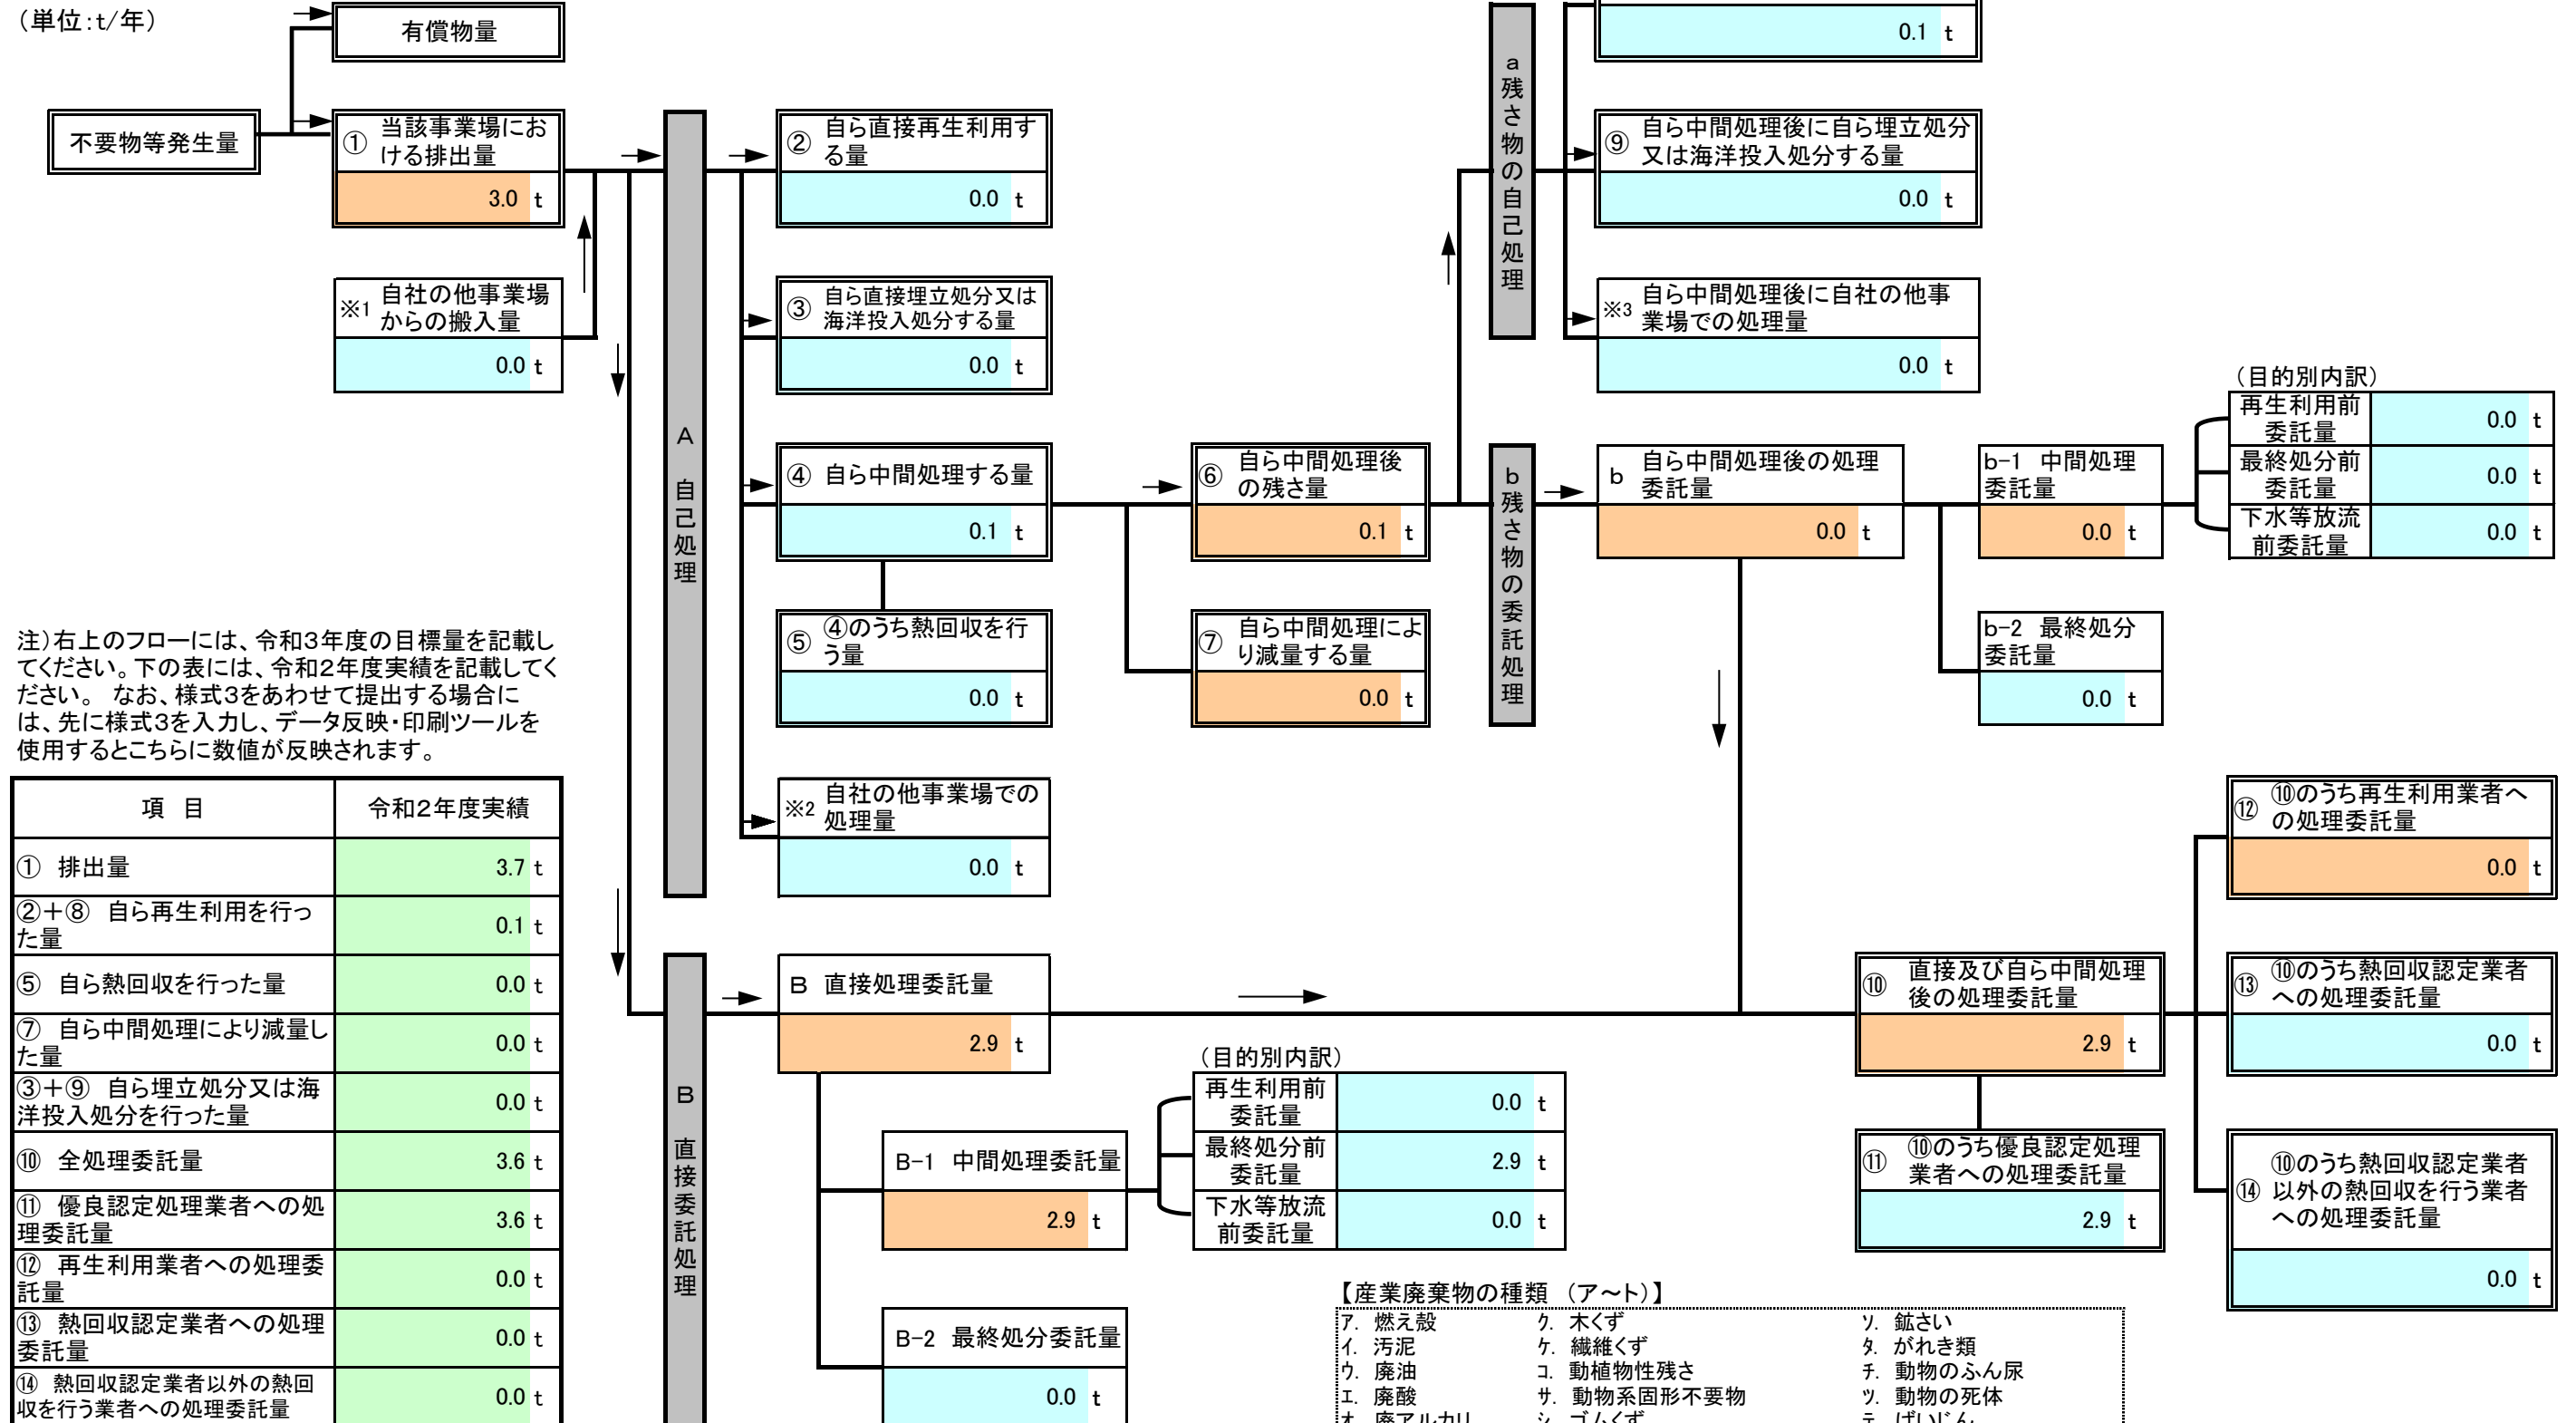 （単位:t/年）
有償物量
0.1 t
不要物等発生量
① 当該事業場にお
ける排出量
3.0 t
② 自ら直接再生利用す
る量
0.0 t
a 残さ物の自己処理
⑨ 自ら中間処理後に自ら埋立処分
又は海洋投入処分する量
0.0 t
※1 自社の他事業場
からの搬入量
0.0 t
③ 自ら直接埋立処分又は
海洋投入処分する量
0.0 t
※3 自ら中間処理後に自社の他事
業場での処理量
0.0 t
A 自己処理
④ 自ら中間処理する量
0.1 t
⑥ 自ら中間処理後
の残さ量
0.1 t
b 残さ物の委託処理
b 自ら中間処理後の処理
委託量
0.0 t
b-1 中間処理
委託量
0.0 t
（目的別内訳）
再生利用前
委託量
0.0 t
最終処分前
委託量
0.0 t
下水等放流
前委託量
0.0 t
⑤ ④のうち熱回収を行
う量
0.0 t
⑦ 自ら中間処理によ
り減量する量
0.0 t
b-2 最終処分
委託量
0.0 t
注）右上のフローには、令和3年度の目標量を記載し
てください。下の表には、令和2年度実績を記載してく
ださい。 なお、様式3をあわせて提出する場合に
は、先に様式3を入力し、データ反映・印刷ツールを
使用するとこちらに数値が反映されます。
※2 自社の他事業場での
処理量
0.0 t
項 目 令和2年度実績
① 排出量 3.7 t
②＋⑧ 自ら再生利用を行っ
た量
0.1 t
⑤ 自ら熱回収を行った量 0.0 t
⑦ 自ら中間処理により減量し
た量
0.0 t
③＋⑨ 自ら埋立処分又は海
洋投入処分を行った量
0.0 t
⑩ 全処理委託量 3.6 t
⑪ 優良認定処理業者への処
理委託量
3.6 t
⑫ 再生利用業者への処理委
託量
0.0 t
⑬ 熱回収認定業者への処理
委託量
0.0 t
⑭ 熱回収認定業者以外の熱回
収を行う業者への処理委託量
0.0 t
B 直接委託処理
B 直接処理委託量
2.9 t
B-1 中間処理委託量
2.9 t
B-2 最終処分委託量
0.0 t
（目的別内訳）
再生利用前
委託量
0.0 t
最終処分前
委託量
2.9 t
下水等放流
前委託量
0.0 t
⑩ 直接及び自ら中間処理
後の処理委託量
2.9 t
⑪ ⑩のうち優良認定処理
業者への処理委託量
2.9 t
⑫ ⑩のうち再生利用業者へ
の処理委託量
0.0 t
⑬ ⑩のうち熱回収認定業者
への処理委託量
0.0 t
⑭ ⑩のうち熱回収認定業者
以外の熱回収を行う業者
への処理委託量
0.0 t
【産業廃棄物の種類 （ア～ト）】
ｱ. 燃え殻 ｸ. 木くず ｿ. 鉱さい
ｲ. 汚泥 ｹ. 繊維くず ﾀ. がれき類
ｳ. 廃油 ｺ. 動植物性残さ ﾁ. 動物のふん尿
ｴ. 廃酸 ｻ. 動物系固形不要物 ﾂ. 動物の死体
ｵ. 廃アルカリ ｼ. ゴムくず ﾃ. ばいじん